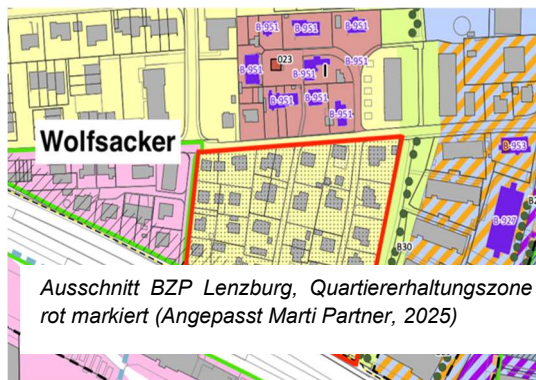 B-951 B-951 B-951
023
B-951 B-951 B-951
I
B-951 B-951
B-951
Wolfsacker
B-953
B-927
B30
Ausschnitt BZP Lenzburg, Quartiererhaltungszone
rot markiert (Angepasst Marti Partner, 2025)